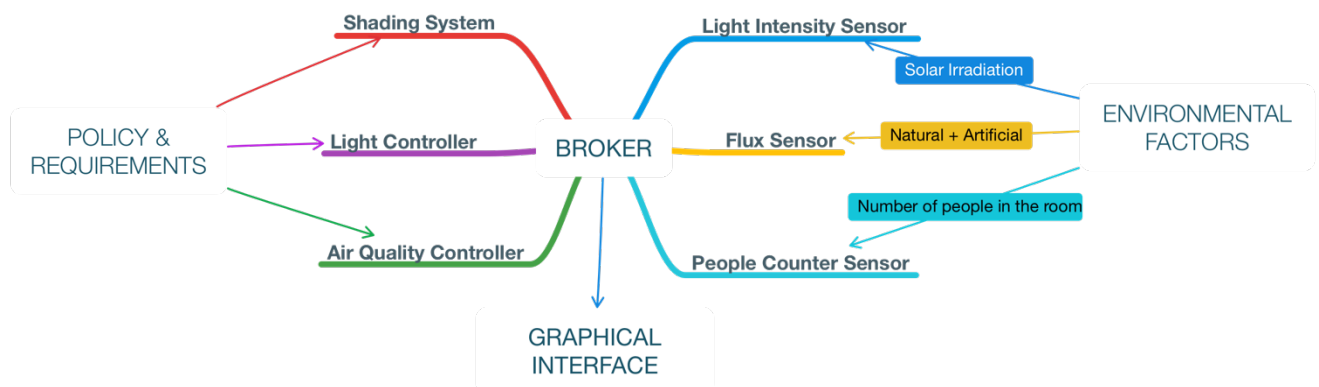 Shading System
Light Intensity Sensor
Solar Irradiation
POLICY &
REQUIREMENTS
Light Controller
BROKER
Flux Sensor
Natural + Artificial
ENVIRONMENTAL
FACTORS
Number of people in the room
Air Quality Controller
People Counter Sensor
GRAPHICAL
INTERFACE